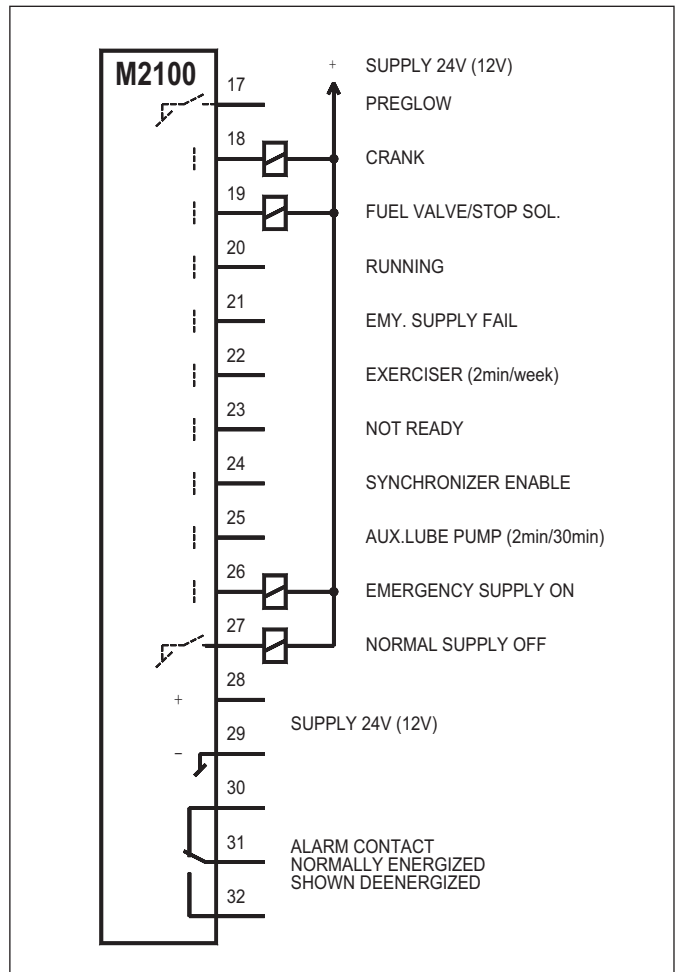 M2100
+ SUPPLY 24V (12V)
17 PREGLOW
18 CRANK
19 FUEL VALVE/STOP SOL.
20 RUNNING
21 EMY. SUPPLY FAIL
22 EXERCISER (2min/week)
23 NOT READY
24 SYNCHRONIZER ENABLE
25 AUX.LUBE PUMP (2min/30min)
26 EMERGENCY SUPPLY ON
27 NORMAL SUPPLY OFF
28
+
SUPPLY 24V (12V)
29
–
30
31 ALARM CONTACT
NORMALLY ENERGIZED
SHOWN DEENERGIZED
32